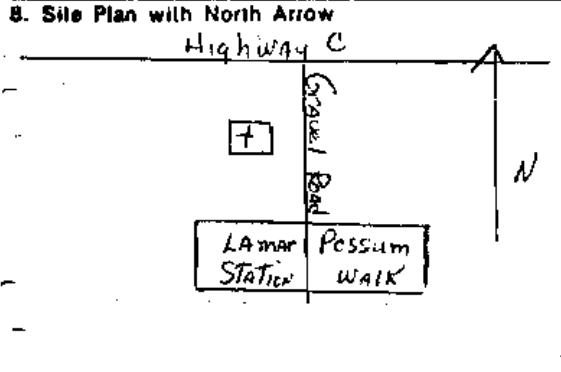 8. Site Plan with North Arrow
Highway C
Gravel Road
N
Lamar
Station
Possum
Walk